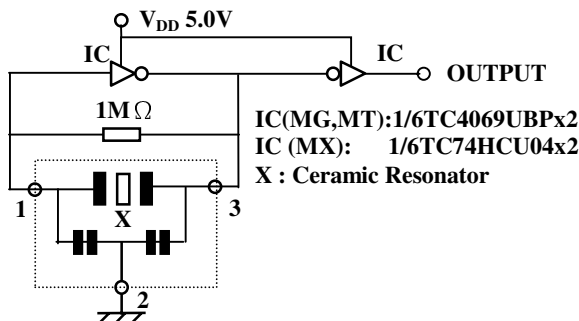 V_DD 5.0V
IC
IC
OUTPUT
1MΩ
IC(MG,MT):1/6TC4069UBPx2
IC (MX): 1/6TC74HCU04x2
X : Ceramic Resonator
1
X
3
2